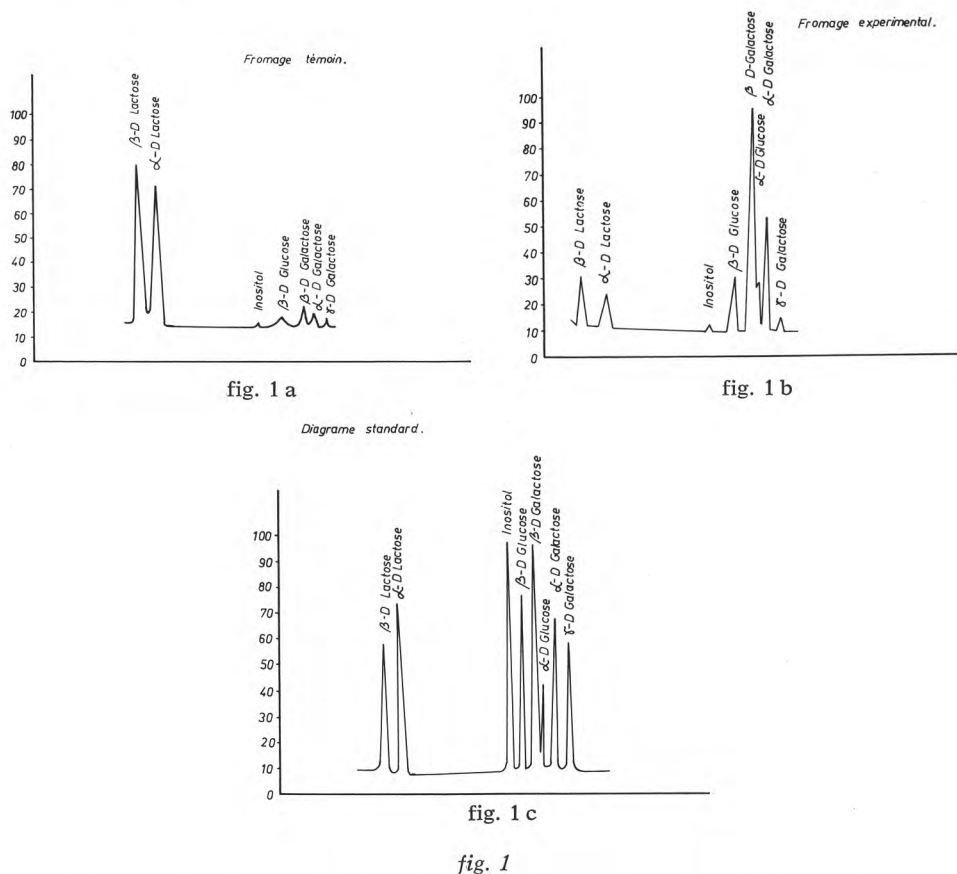 Fromage témoin.
100
90
80
70
60
50
40
30
20
10
0
β-D Lactose
α-D Lactose
Inositol
β-D Glucose
β-D Galactose
α-D Galactose
γ-D Galactose
fig. 1 a
Fromage experimental.
100
90
80
70
60
50
40
30
20
10
0
β-D Lactose
α-D Lactose
Inositol
β-D Glucose
β D-Galactose
α-D Glucose
α-D Galactose
γ-D Galactose
fig. 1 b
Diagrame standard.
100
90
80
70
60
50
40
30
20
10
0
β-D Lactose
α-D Lactose
Inositol
β-D Glucose
β-D Galactose
α-D Glucose
α-D Galactose
γ-D Galactose
fig. 1 c
fig. 1